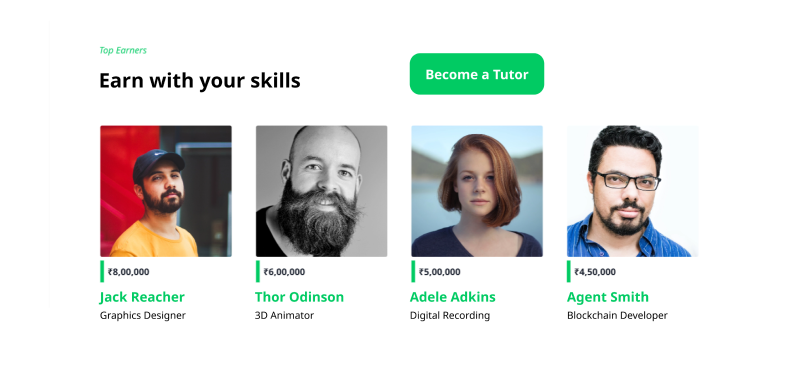 Top Earners
Earn with your skills
Become a Tutor
₹8,00,000
₹6,00,000
₹5,00,000
₹4,50,000
Jack Reacher
Thor Odinson
Adele Adkins
Agent Smith
Graphics Designer
3D Animator
Digital Recording
Blockchain Developer